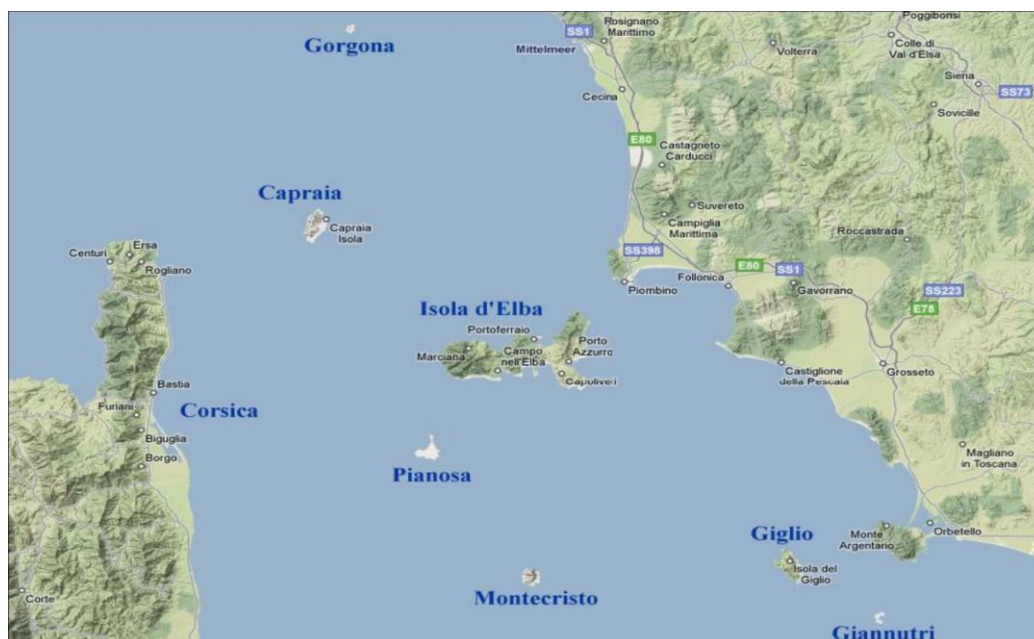 Gorgona
SS1
Rosignano
Marittimo
Mittelmeer
Poggibonsi
Volterra
Colle di
Val d'Elsa
Siena
SS73
Sovicille
Cecina
E80
Castagneto
Carducci
Capraia
Capraia
Isola
Suvereto
Campiglia
Marittima
Roccastrada
SS398
E80
SS1
Follonica
Gavorrano
SS223
E78
Piombino
Centuri
Ersa
Rogliano
Isola d'Elba
Portoferraio
Marciana
Campo
nell'Elba
Porto
Azzurro
Capoliveri
Castiglione
della Pescaia
Grosseto
Bastia
Furiani
Corsica
Biguglia
Borgo
Pianosa
Magliano
in Toscana
Giglio
Monte
Argentario
Orbetello
Isola del
Giglio
Montecristo
Corte
Giannutri